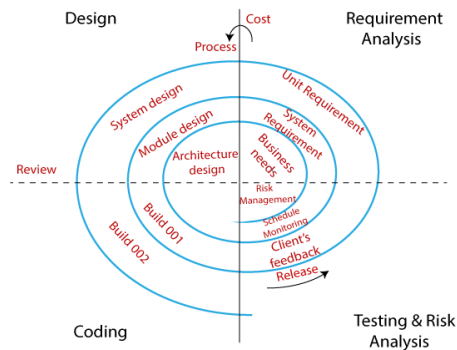 Design
Cost
Requirement
Analysis
Process
Unit Requirement
System design
System
Requirement
Module design
Business
needs
Architecture
design
Review
Risk
Management
Schedule
Monitoring
Build 001
Build 002
Client's
feedback
Release
Coding
Testing & Risk
Analysis